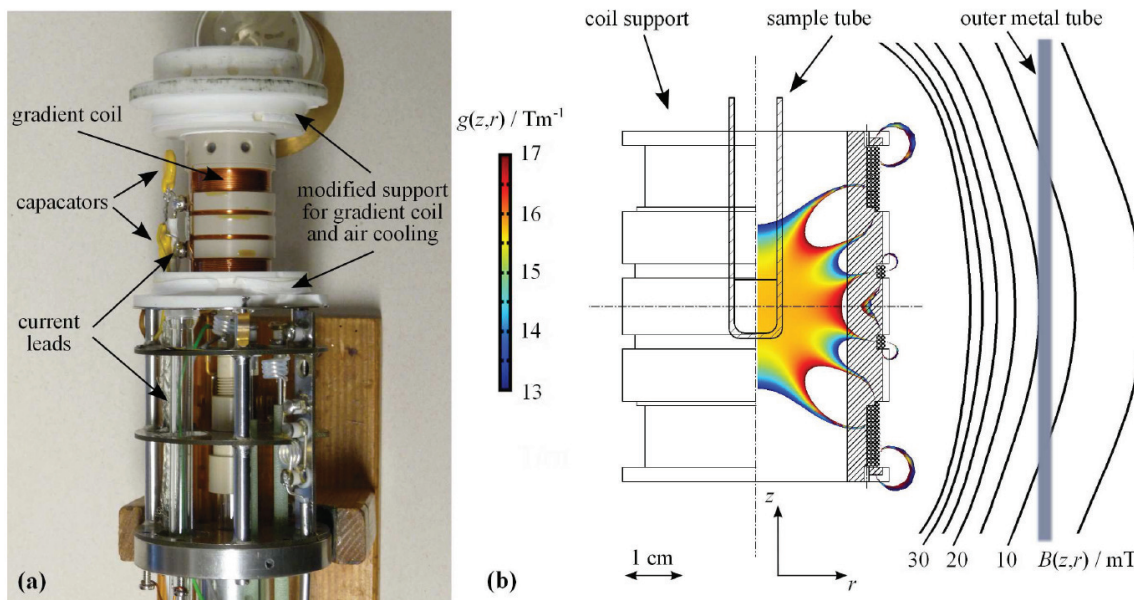 gradient coil
capacators
modified support
for gradient coil
and air cooling
current
leads
(a)
coil support
sample tube
outer metal tube
g(z,r) / Tm⁻¹
17
16
15
14
13
z
r
1 cm
30
20
10
B(z,r) / mT
(b)